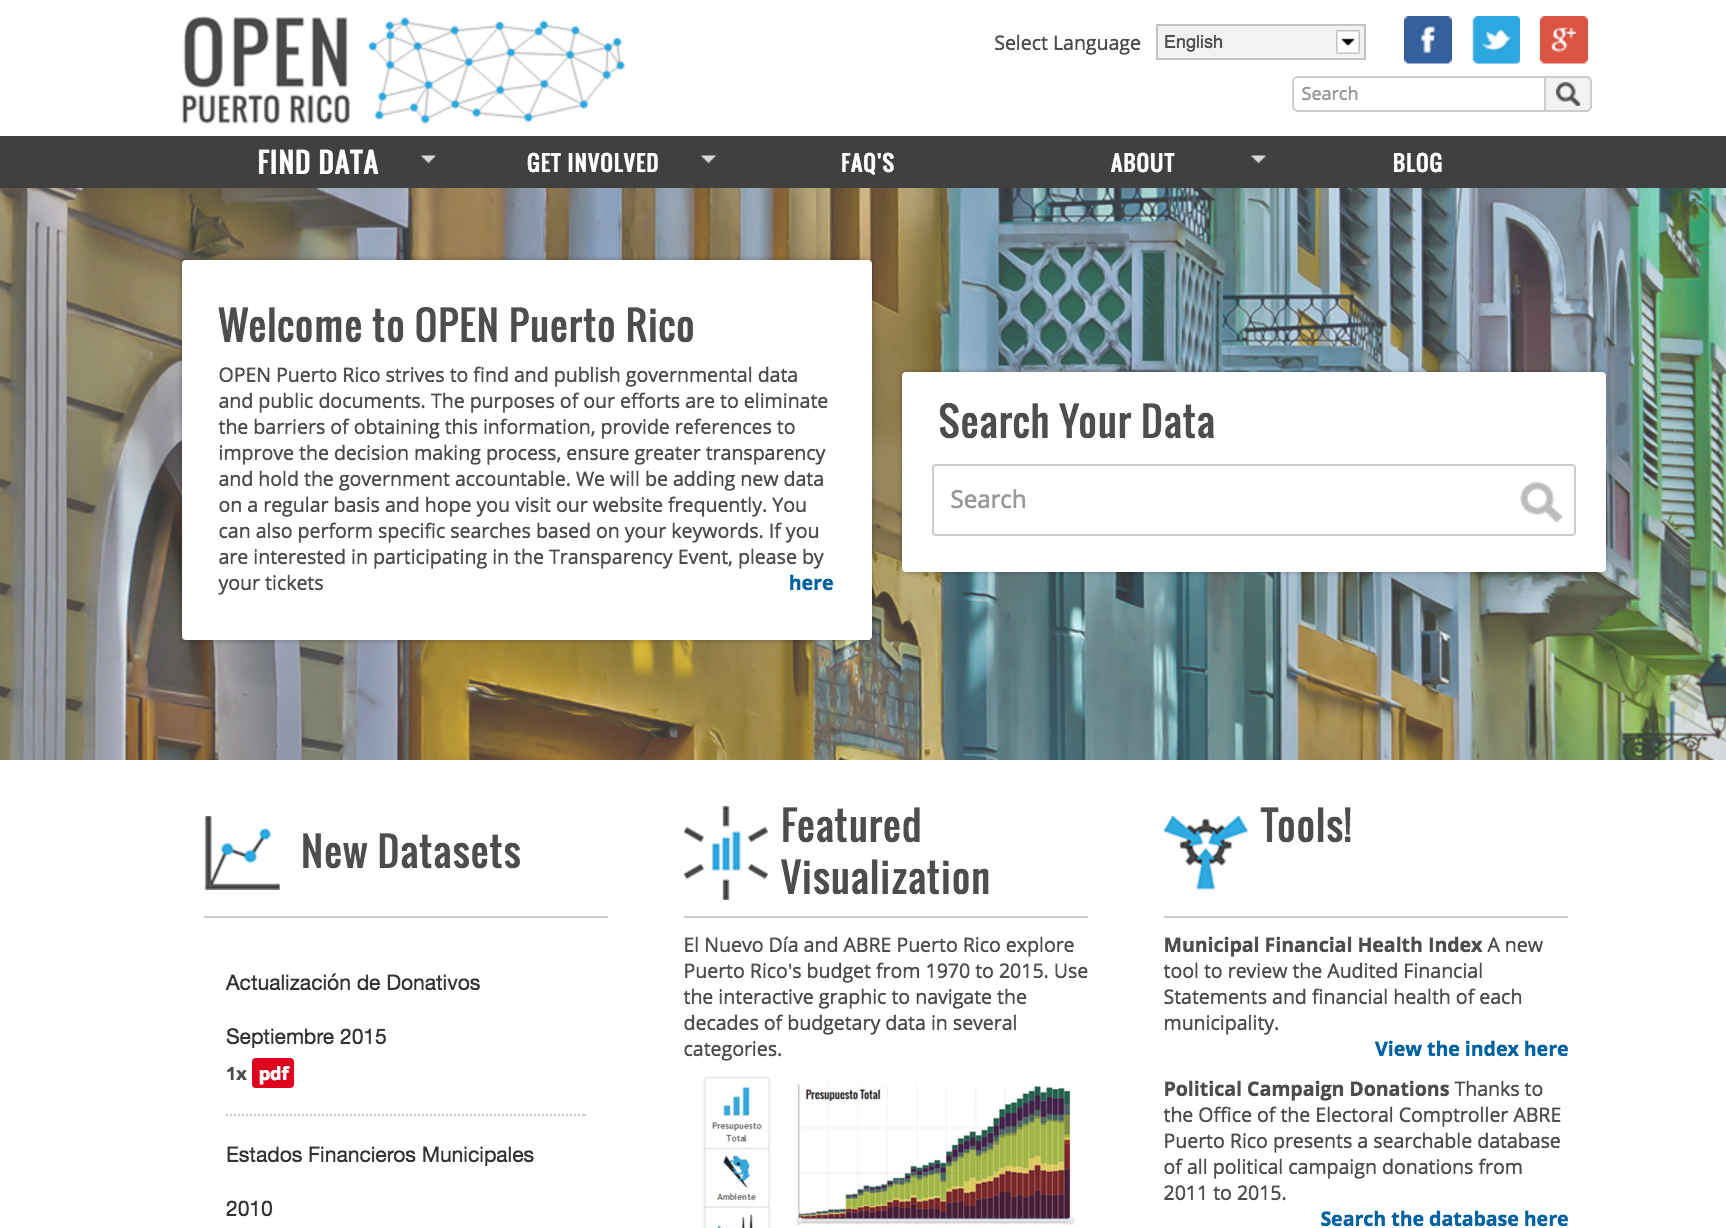 OPEN
PUERTO RICO
Select Language
English
f
g+
Search
FIND DATA
GET INVOLVED
FAQ'S
ABOUT
BLOG
Welcome to OPEN Puerto Rico
OPEN Puerto Rico strives to find and publish governmental data
and public documents. The purposes of our efforts are to eliminate
the barriers of obtaining this information, provide references to
improve the decision making process, ensure greater transparency
and hold the government accountable. We will be adding new data
on a regular basis and hope you visit our website frequently. You
can also perform specific searches based on your keywords. If you
are interested in participating in the Transparency Event, please by
your tickets here
Search Your Data
Search
New Datasets
Actualización de Donativos
Septiembre 2015
1x pdf
Estados Financieros Municipales
2010
Featured
Visualization
El Nuevo Día and ABRE Puerto Rico explore
Puerto Rico's budget from 1970 to 2015. Use
the interactive graphic to navigate the
decades of budgetary data in several
categories.
Presupuesto
Total
Ambiente
Presupuesto Total
Tools!
Municipal Financial Health Index A new
tool to review the Audited Financial
Statements and financial health of each
municipality.
View the index here
Political Campaign Donations Thanks to
the Office of the Electoral Comptroller ABRE
Puerto Rico presents a searchable database
of all political campaign donations from
2011 to 2015.
Search the database here